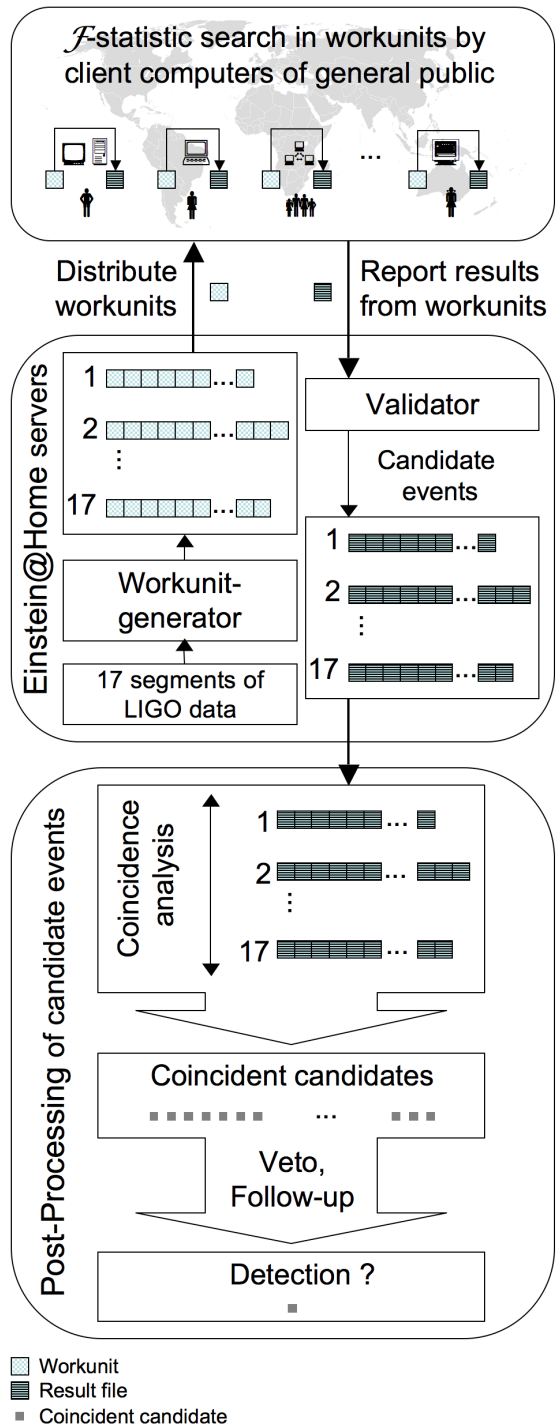 ℱ-statistic search in workunits by
client computers of general public
...
Distribute
workunits
Report results
from workunits
Einstein@Home servers
1 ...
2 ...
⋮
17 ...
Workunit-
generator
17 segments of
LIGO data
Validator
Candidate
events
1 ...
2 ...
⋮
17 ...
Post-Processing of candidate events
Coincidence
analysis
1 ...
2 ...
⋮
17 ...
Coincident candidates
...
Veto,
Follow-up
Detection ?
Workunit
Result file
Coincident candidate